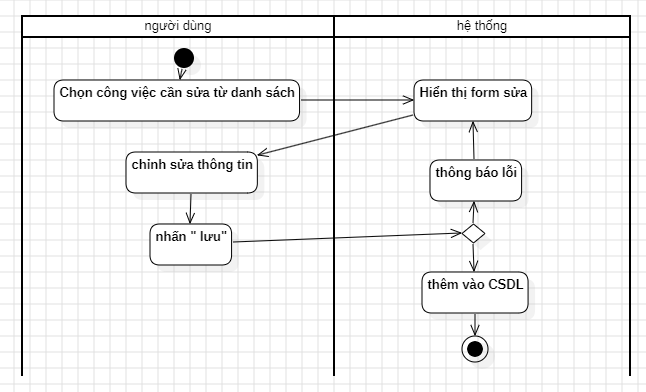 người dùng
hệ thống
Chọn công việc cần sửa từ danh sách
Hiển thị form sửa
chỉnh sửa thông tin
thông báo lỗi
nhấn " lưu"
thêm vào CSDL